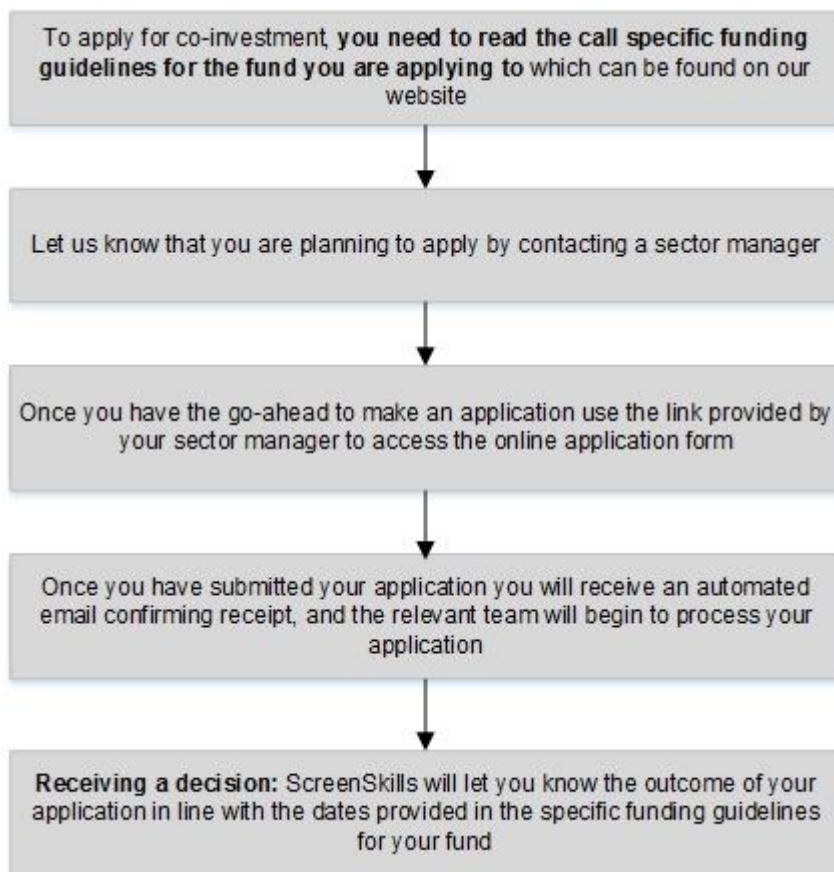 To apply for co-investment, you need to read the call specific funding
guidelines for the fund you are applying to which can be found on our
website
Let us know that you are planning to apply by contacting a sector manager
Once you have the go-ahead to make an application use the link provided by
your sector manager to access the online application form
Once you have submitted your application you will receive an automated
email confirming receipt, and the relevant team will begin to process your
application
Receiving a decision: ScreenSkills will let you know the outcome of your
application in line with the dates provided in the specific funding guidelines
for your fund